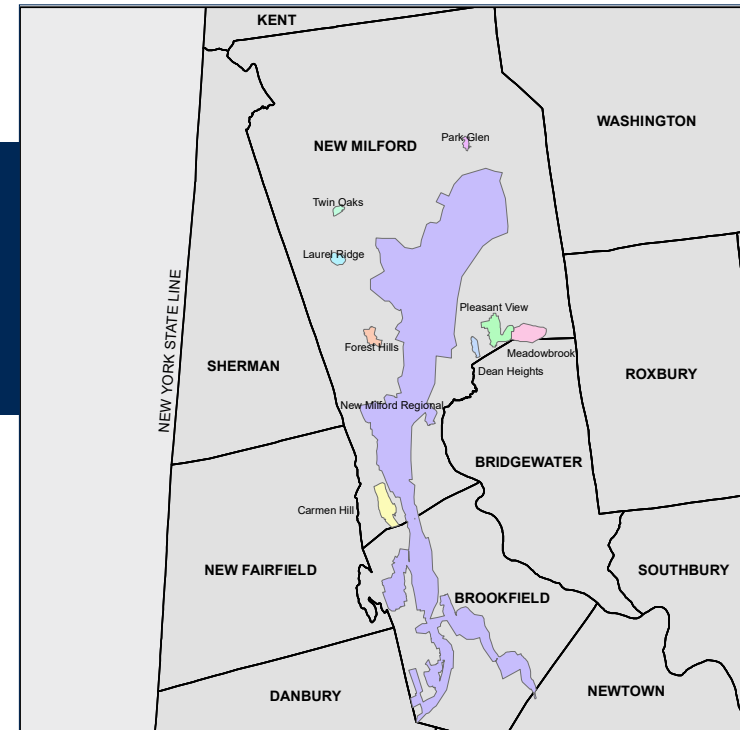 KENT
WASHINGTON
Park Glen
NEW MILFORD
Twin Oaks
Laurel Ridge
Pleasant View
NEW YORK STATE LINE
Forest Hills
Meadowbrook
SHERMAN
Dean Heights
ROXBURY
New Milford Regional
BRIDGEWATER
Carmen Hill
NEW FAIRFIELD
SOUTHBURY
BROOKFIELD
DANBURY
NEWTOWN